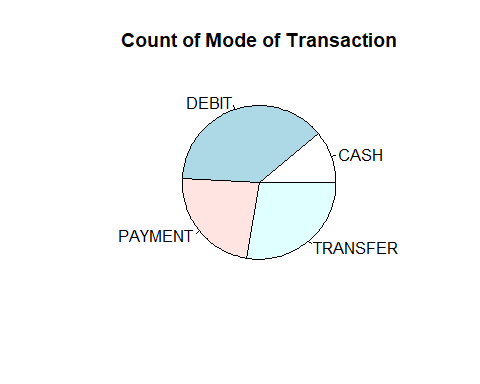 Count of Mode of Transaction
DEBIT
CASH
PAYMENT
TRANSFER